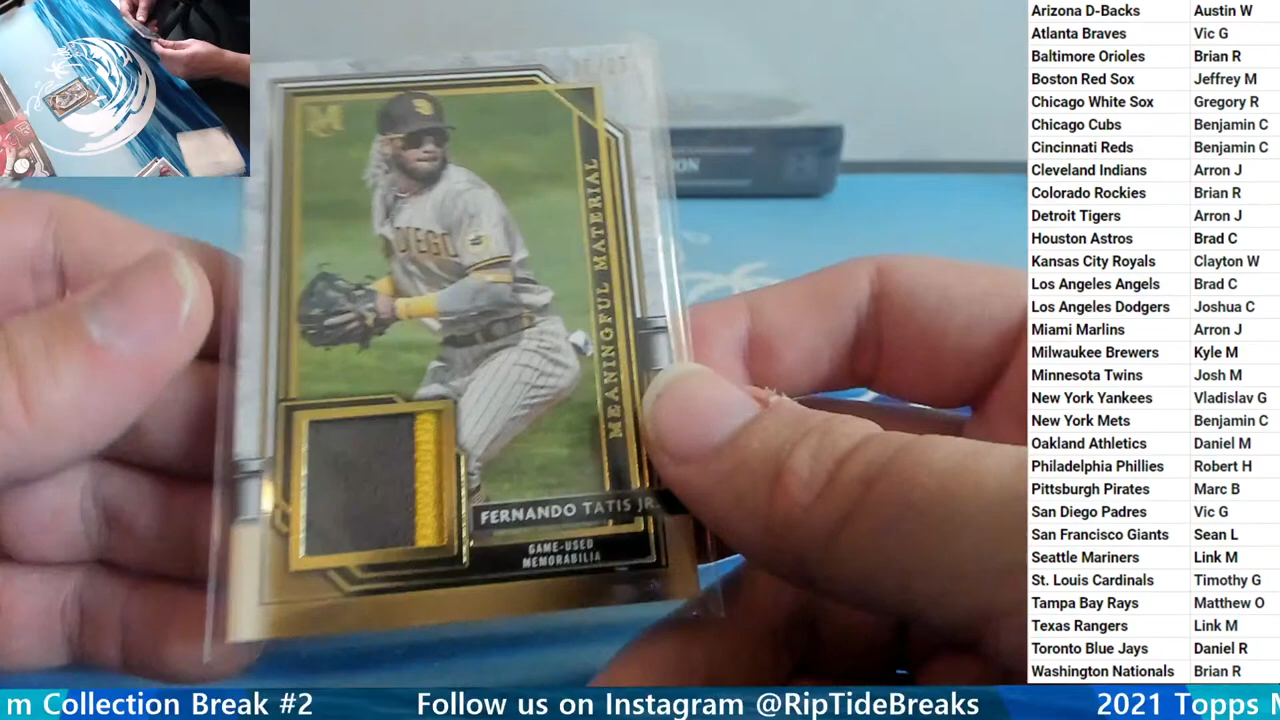 MEANINGFUL MATERIAL
DIEGO
FERNANDO TATIS JR.
GAME-USED
MEMORABILIA
Arizona D-Backs Austin W
Atlanta Braves Vic G
Baltimore Orioles Brian R
Boston Red Sox Jeffrey M
Chicago White Sox Gregory R
Chicago Cubs Benjamin C
Cincinnati Reds Benjamin C
Cleveland Indians Arron J
Colorado Rockies Brian R
Detroit Tigers Arron J
Houston Astros Brad C
Kansas City Royals Clayton W
Los Angeles Angels Brad C
Los Angeles Dodgers Joshua C
Miami Marlins Arron J
Milwaukee Brewers Kyle M
Minnesota Twins Josh M
New York Yankees Vladislav G
New York Mets Benjamin C
Oakland Athletics Daniel M
Philadelphia Phillies Robert H
Pittsburgh Pirates Marc B
San Diego Padres Vic G
San Francisco Giants Sean L
Seattle Mariners Link M
St. Louis Cardinals Timothy G
Tampa Bay Rays Matthew O
Texas Rangers Link M
Toronto Blue Jays Daniel R
Washington Nationals Brian R
m Collection Break #2 Follow us on Instagram @RipTideBreaks 2021 Topps M